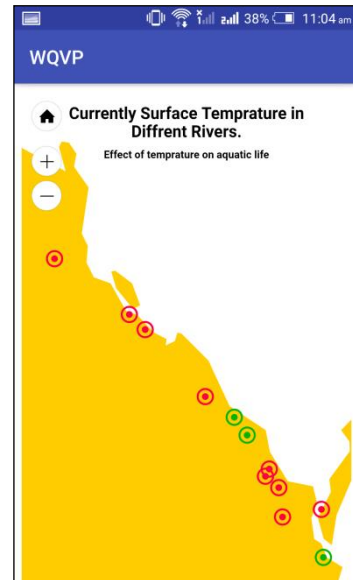 38% 11:04 am
WQVP
Currently Surface Temprature in
Diffrent Rivers.
Effect of temprature on aquatic life